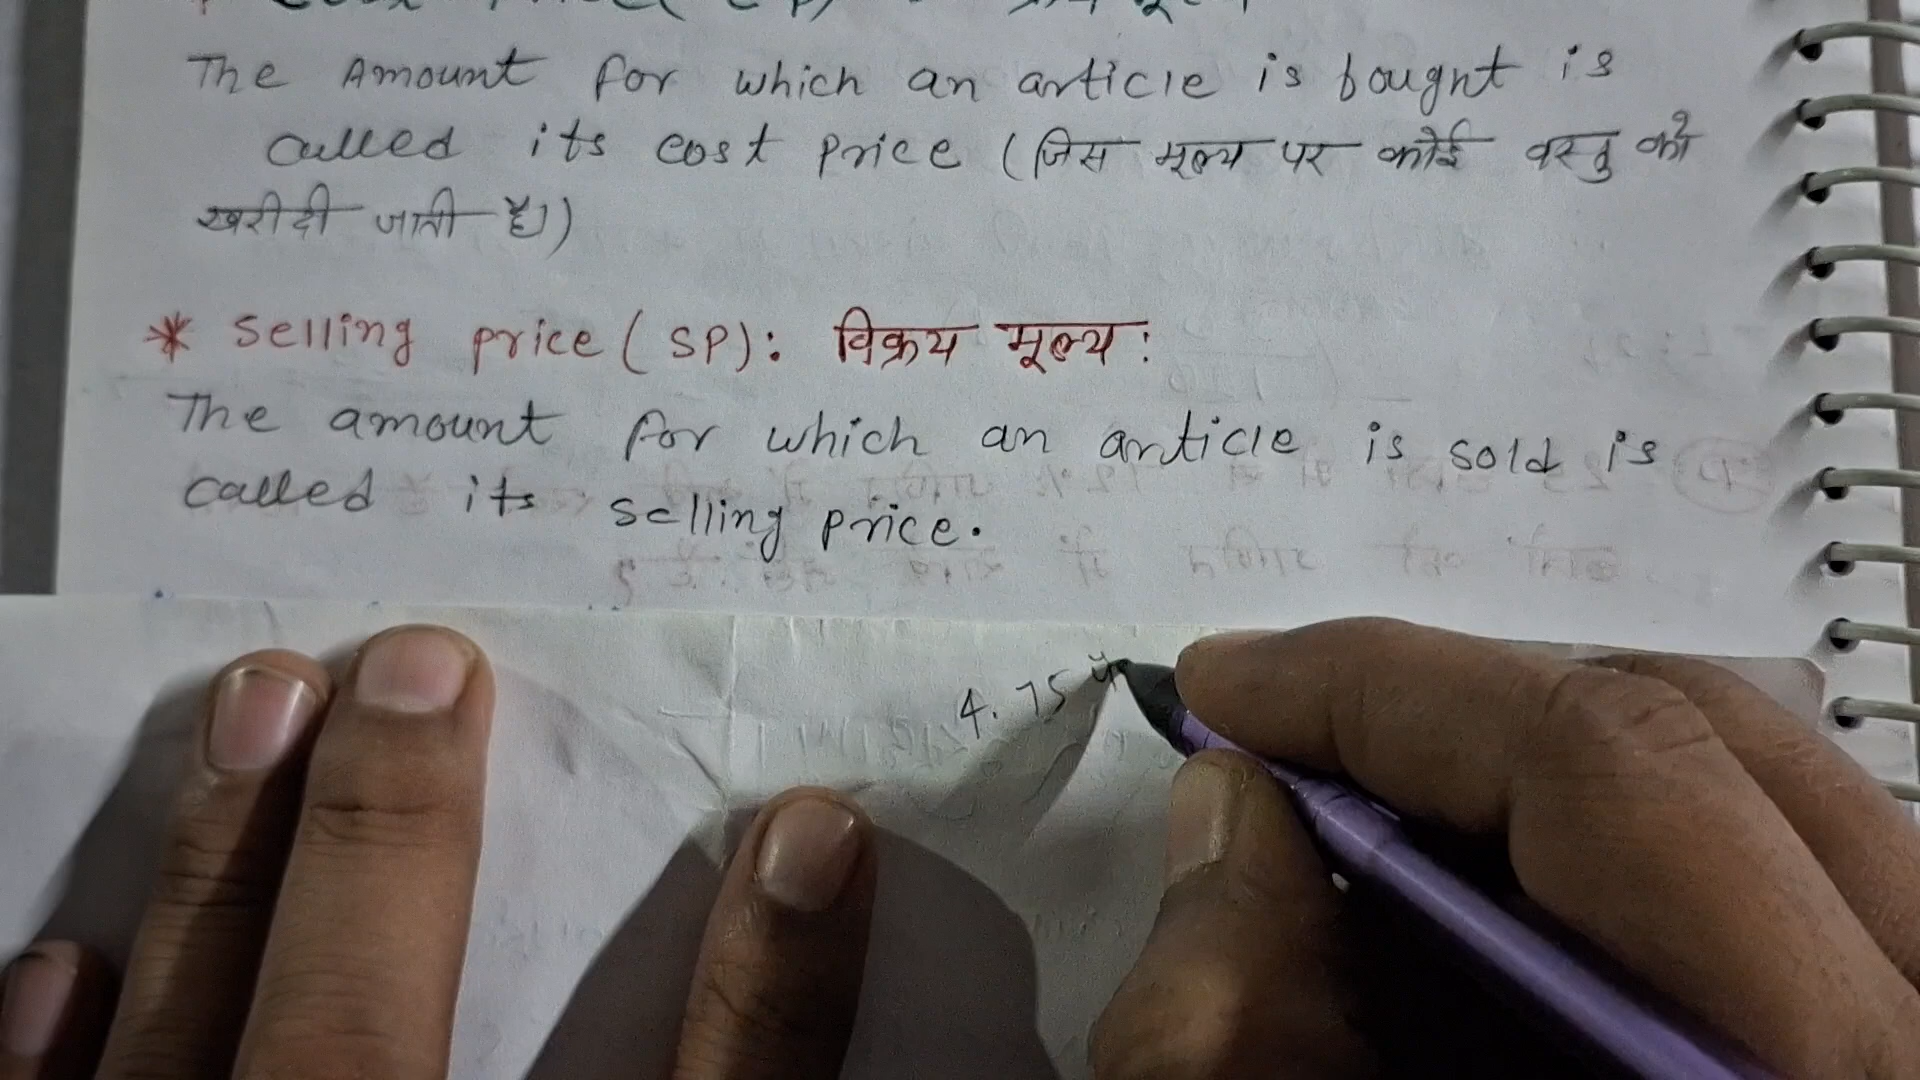 The Amount for which an article is bought is
called its cost price (जिस मूल्य पर कोई वस्तु को
खरीदी जाती है।)
* Selling price (SP): विक्रय मूल्य:
The amount for which an article is sold is
called its selling price.
4.75